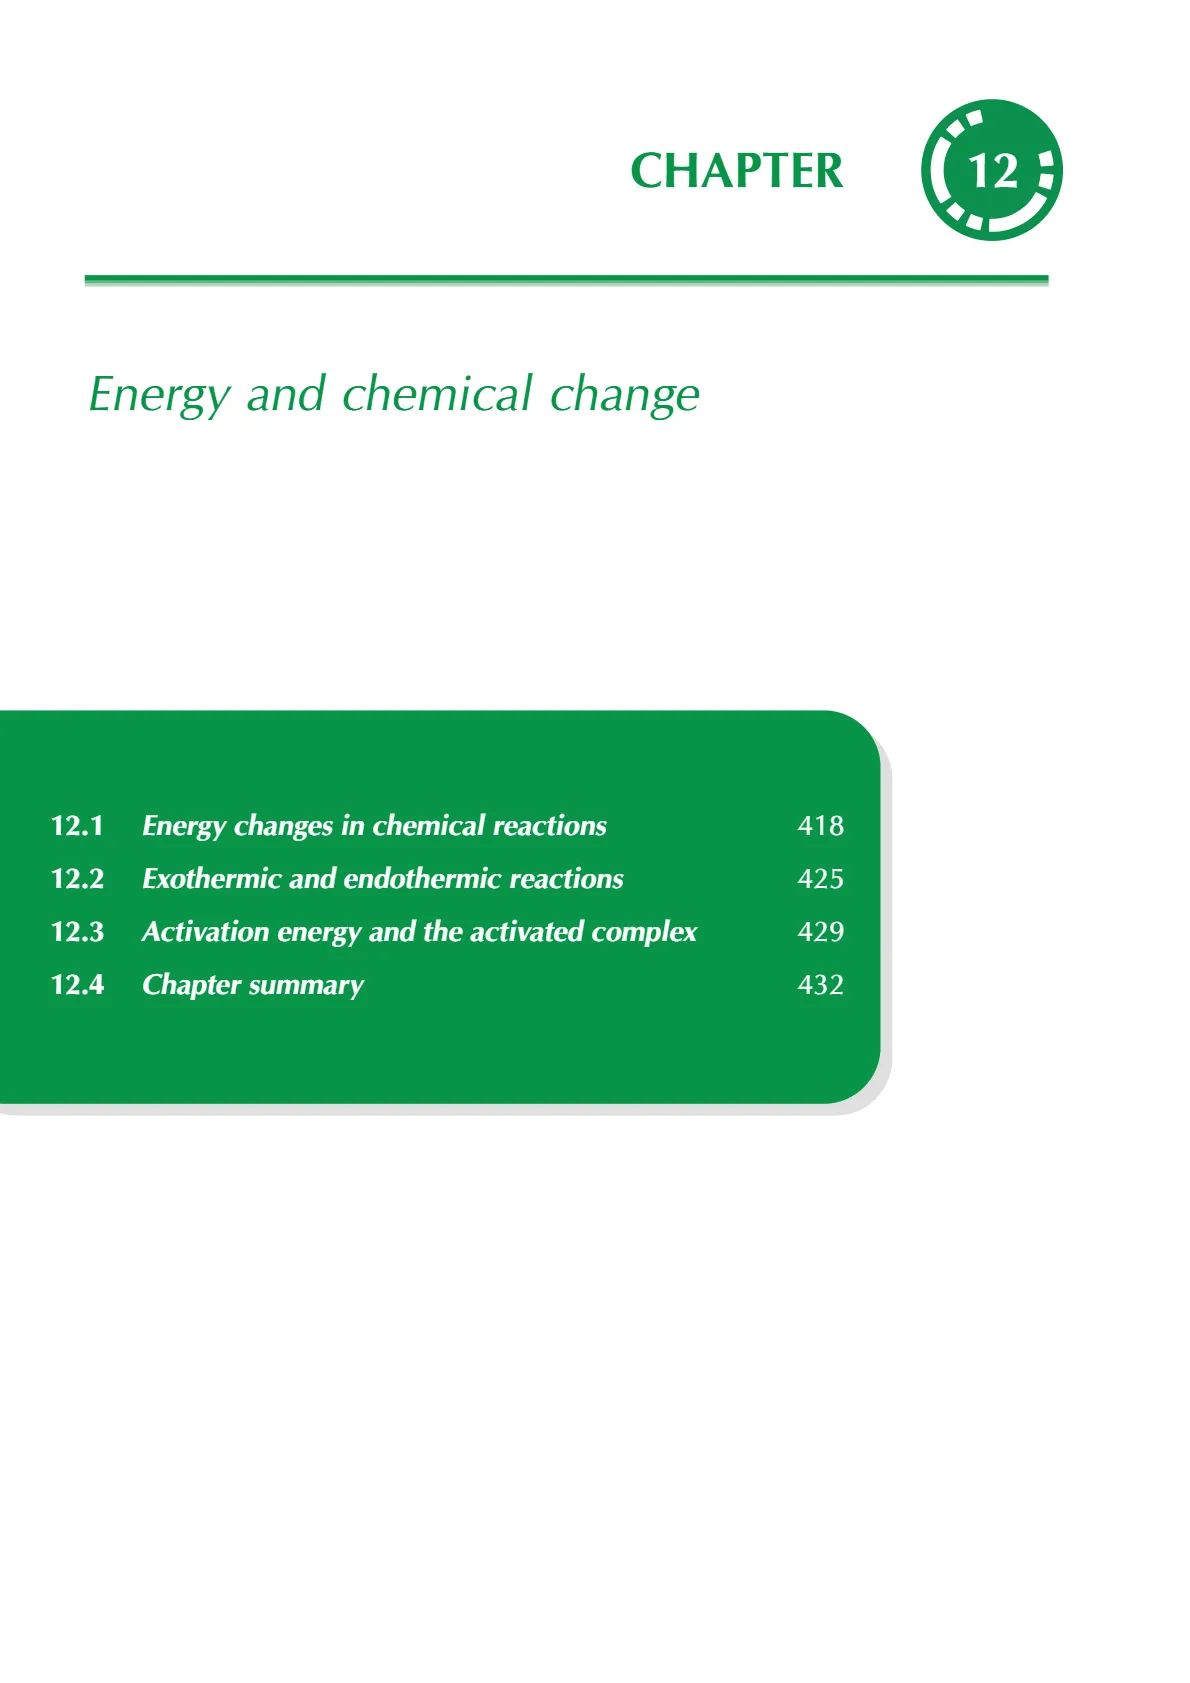 CHAPTER 12
Energy and chemical change
12.1 Energy changes in chemical reactions 418
12.2 Exothermic and endothermic reactions 425
12.3 Activation energy and the activated complex 429
12.4 Chapter summary 432